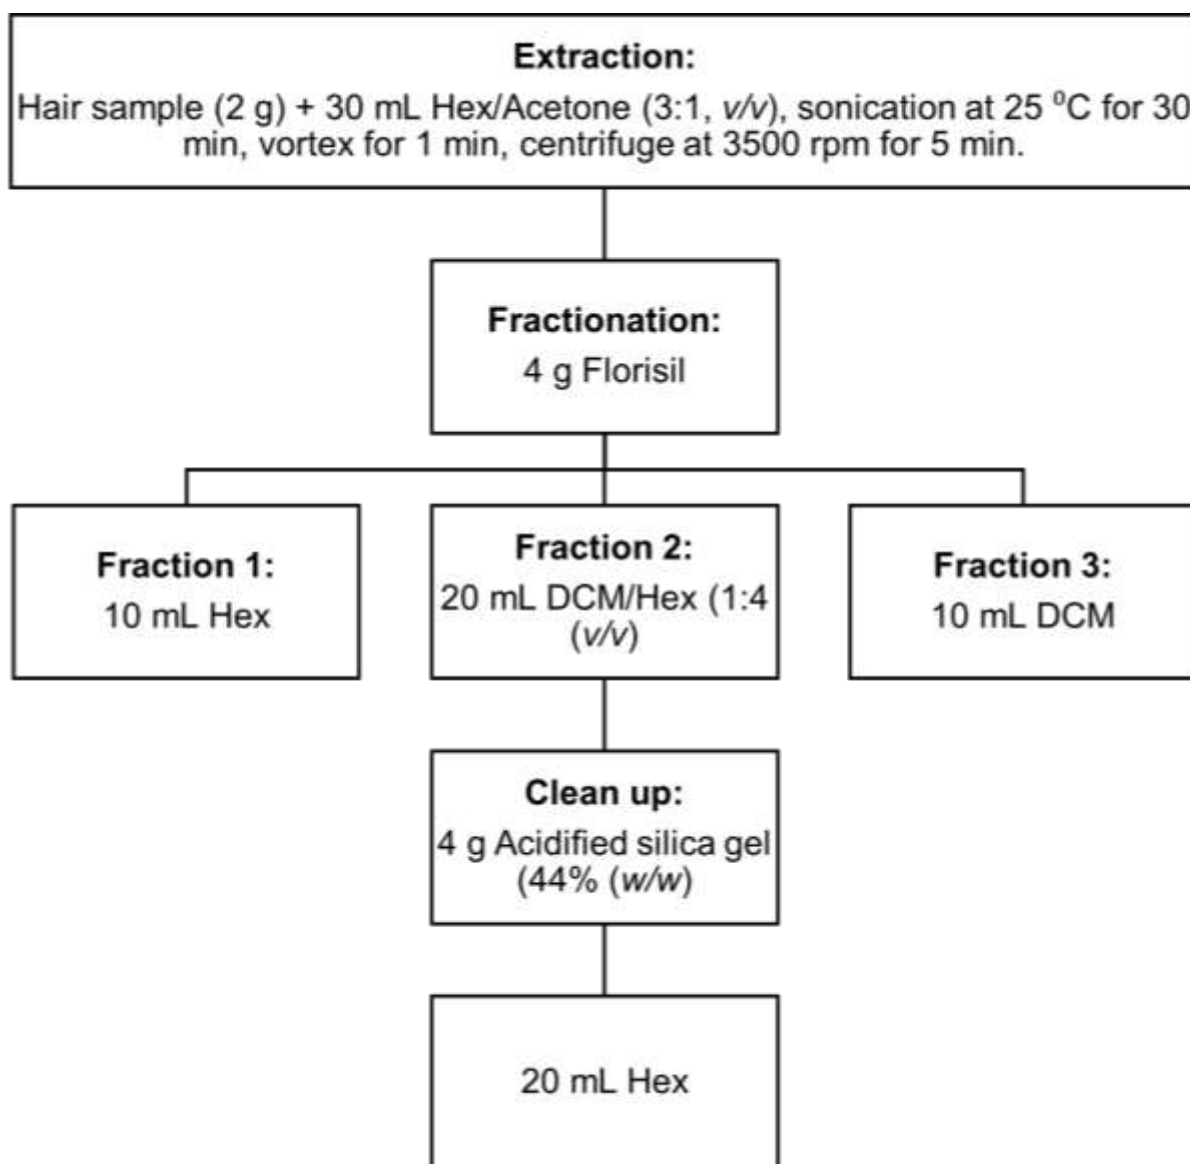 Extraction:
Hair sample (2 g) + 30 mL Hex/Acetone (3:1, v/v), sonication at 25 ⁰C for 30
min, vortex for 1 min, centrifuge at 3500 rpm for 5 min.
Fractionation:
4 g Florisil
Fraction 1:
10 mL Hex
Fraction 2:
20 mL DCM/Hex (1:4
(v/v)
Fraction 3:
10 mL DCM
Clean up:
4 g Acidified silica gel
(44% (w/w)
20 mL Hex